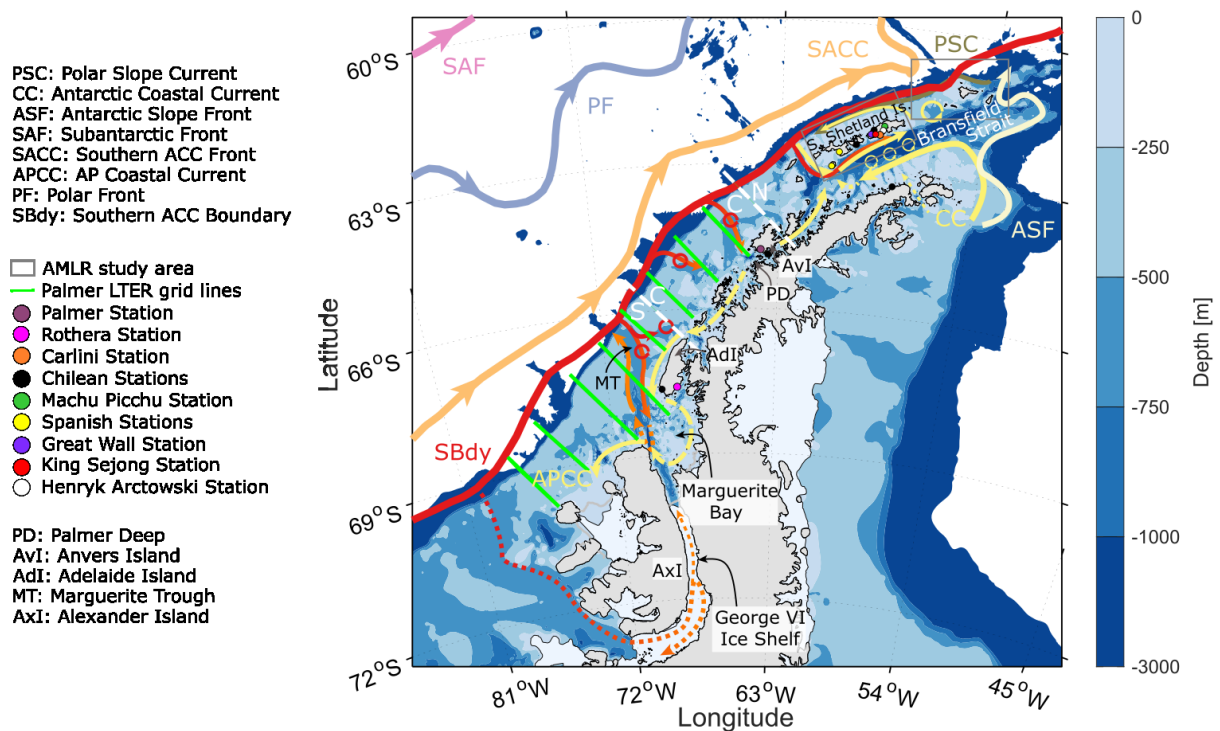 PSC: Polar Slope Current
CC: Antarctic Coastal Current
ASF: Antarctic Slope Front
SAF: Subantarctic Front
SACC: Southern ACC Front
APCC: AP Coastal Current
PF: Polar Front
SBdy: Southern ACC Boundary
AMLR study area
Palmer LTER grid lines
Palmer Station
Rothera Station
Carlini Station
Chilean Stations
Machu Picchu Station
Spanish Stations
Great Wall Station
King Sejong Station
Henryk Arctowski Station
PD: Palmer Deep
AvI: Anvers Island
AdI: Adelaide Island
MT: Marguerite Trough
AxI: Alexander Island
SAF
SACC
PSC
PF
S. Shetland Is.
Bransfield
Strait
N
C
CC
ASF
AvI
PD
C
S
AdI
MT
SBdy
APCC
Marguerite
Bay
AxI
George VI
Ice Shelf
60°S
63°S
66°S
69°S
72°S
Latitude
81°W
72°W
63°W
54°W
45°W
Longitude
0
-250
-500
-750
-1000
-3000
Depth [m]